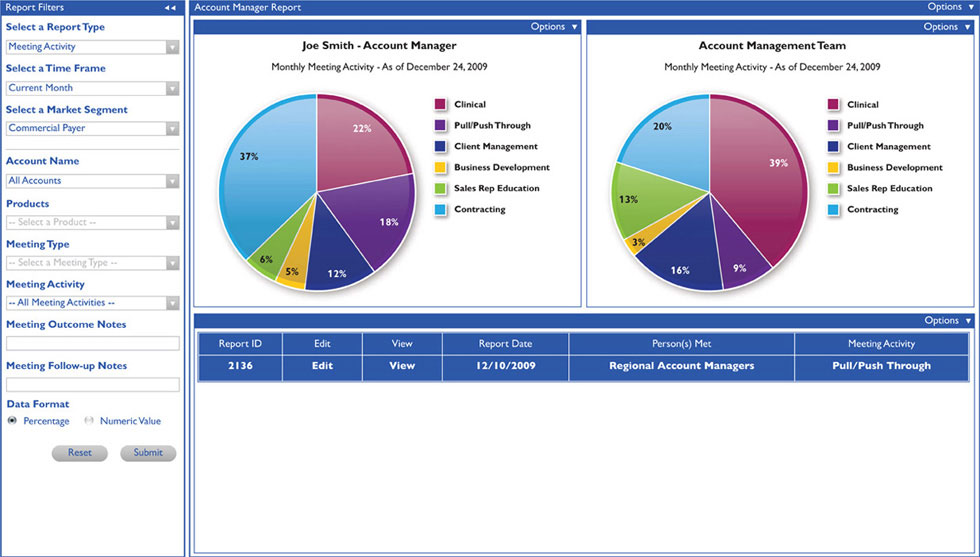 Report Filters
Select a Report Type
Meeting Activity
Select a Time Frame
Current Month
Select a Market Segment
Commercial Payer
Account Name
All Accounts
Products
-- Select a Product --
Meeting Type
-- Select a Meeting Type --
Meeting Activity
-- All Meeting Activities --
Meeting Outcome Notes
Meeting Follow-up Notes
Data Format
Percentage Numeric Value
Reset Submit
Account Manager Report Options
Options
Joe Smith - Account Manager
Monthly Meeting Activity - As of December 24, 2009
22%
18%
12%
5%
6%
37%
Clinical
Pull/Push Through
Client Management
Business Development
Sales Rep Education
Contracting
Options
Account Management Team
Monthly Meeting Activity - As of December 24, 2009
39%
9%
16%
3%
13%
20%
Clinical
Pull/Push Through
Client Management
Business Development
Sales Rep Education
Contracting
Options
Report ID Edit View Report Date Person(s) Met Meeting Activity
2136 Edit View 12/10/2009 Regional Account Managers Pull/Push Through